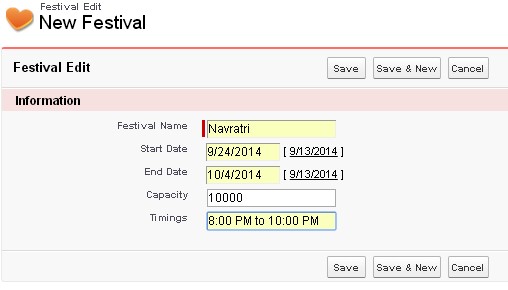 Festival Edit
New Festival
Festival Edit Save Save & New Cancel
Information
Festival Name Navratri
Start Date 9/24/2014 [ 9/13/2014 ]
End Date 10/4/2014 [ 9/13/2014 ]
Capacity 10000
Timings 8:00 PM to 10:00 PM
Save Save & New Cancel